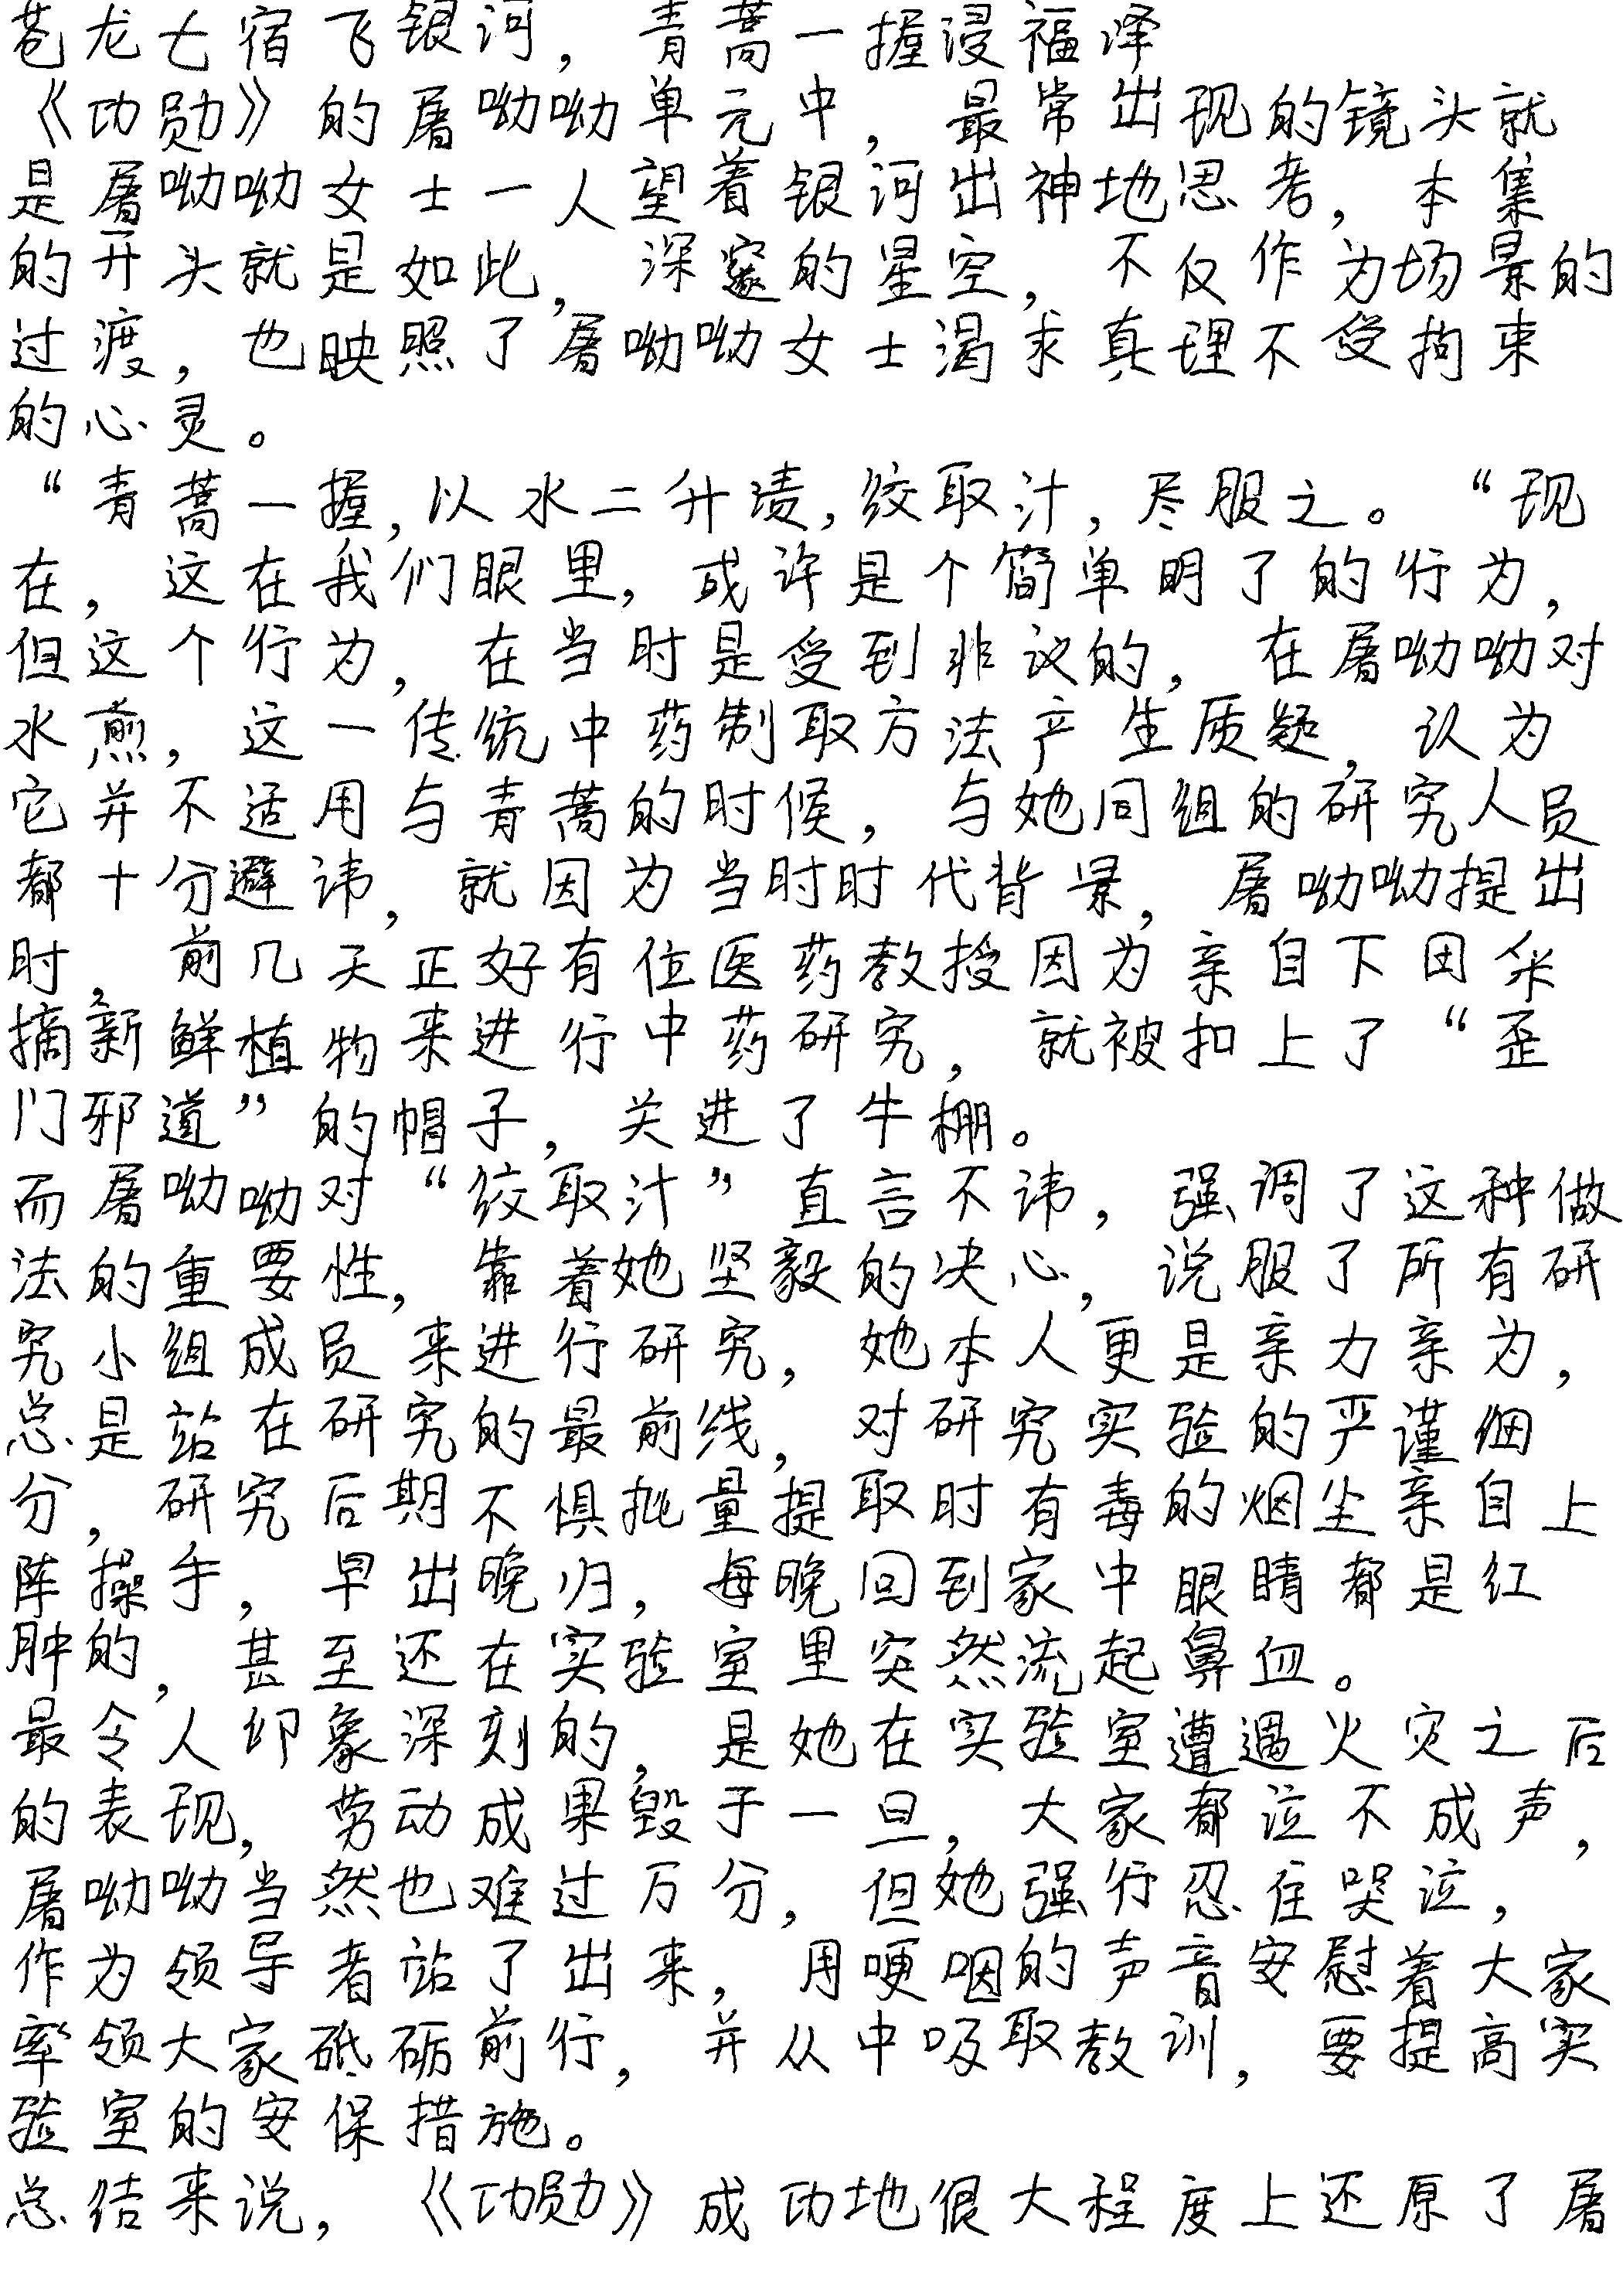 苍龙七宿飞银河，青蒿一握浸福泽
《功勋》的屠呦呦单元中，最常出现的镜头就
是屠呦呦女士一人望着银河出神地思考，本集
的开头就是如此，深邃的星空，不仅作为场景的
过渡，也映照了屠呦呦女士渴求真理不受拘束
的心灵。
“青蒿一握，以水二升渍，绞取汁，尽服之。“现
在，这在我们眼里，或许是个简单明了的行为，
但这个行为，在当时是受到非议的，在屠呦呦对
水煎，这一传统中药制取方法产生质疑，认为
它并不适用与青蒿的时候，与她同组的研究人员
都十分避讳，就因为当时时代背景，屠呦呦提出
时，前几天正好有位医药教授因为亲自下田采
摘新鲜植物来进行中药研究，就被扣上了“歪
门邪道”的帽子，关进了牛棚。
而屠呦呦对“绞取汁”直言不讳，强调了这种做
法的重要性，靠着她坚毅的决心，说服了所有研
究小组成员来进行研究，她本人更是亲力亲为，
总是站在研究的最前线，对研究实验的严谨细
分，研究后期不惧批量提取时有毒的烟尘亲自上
阵操手，早出晚归，每晚回到家中眼睛都是红
肿的，甚至还在实验室里突然流起鼻血。
最令人印象深刻的，是她在实验室遭遇火灾之后
的表现，劳动成果毁于一旦，大家都泣不成声，
屠呦呦当然也难过万分，但她强行忍住哭泣，
作为领导者站了出来，用哽咽的声音安慰着大家
率领大家砥砺前行，并从中吸取教训，要提高实
验室的安保措施。
总结来说，《功勋》成功地很大程度上还原了屠